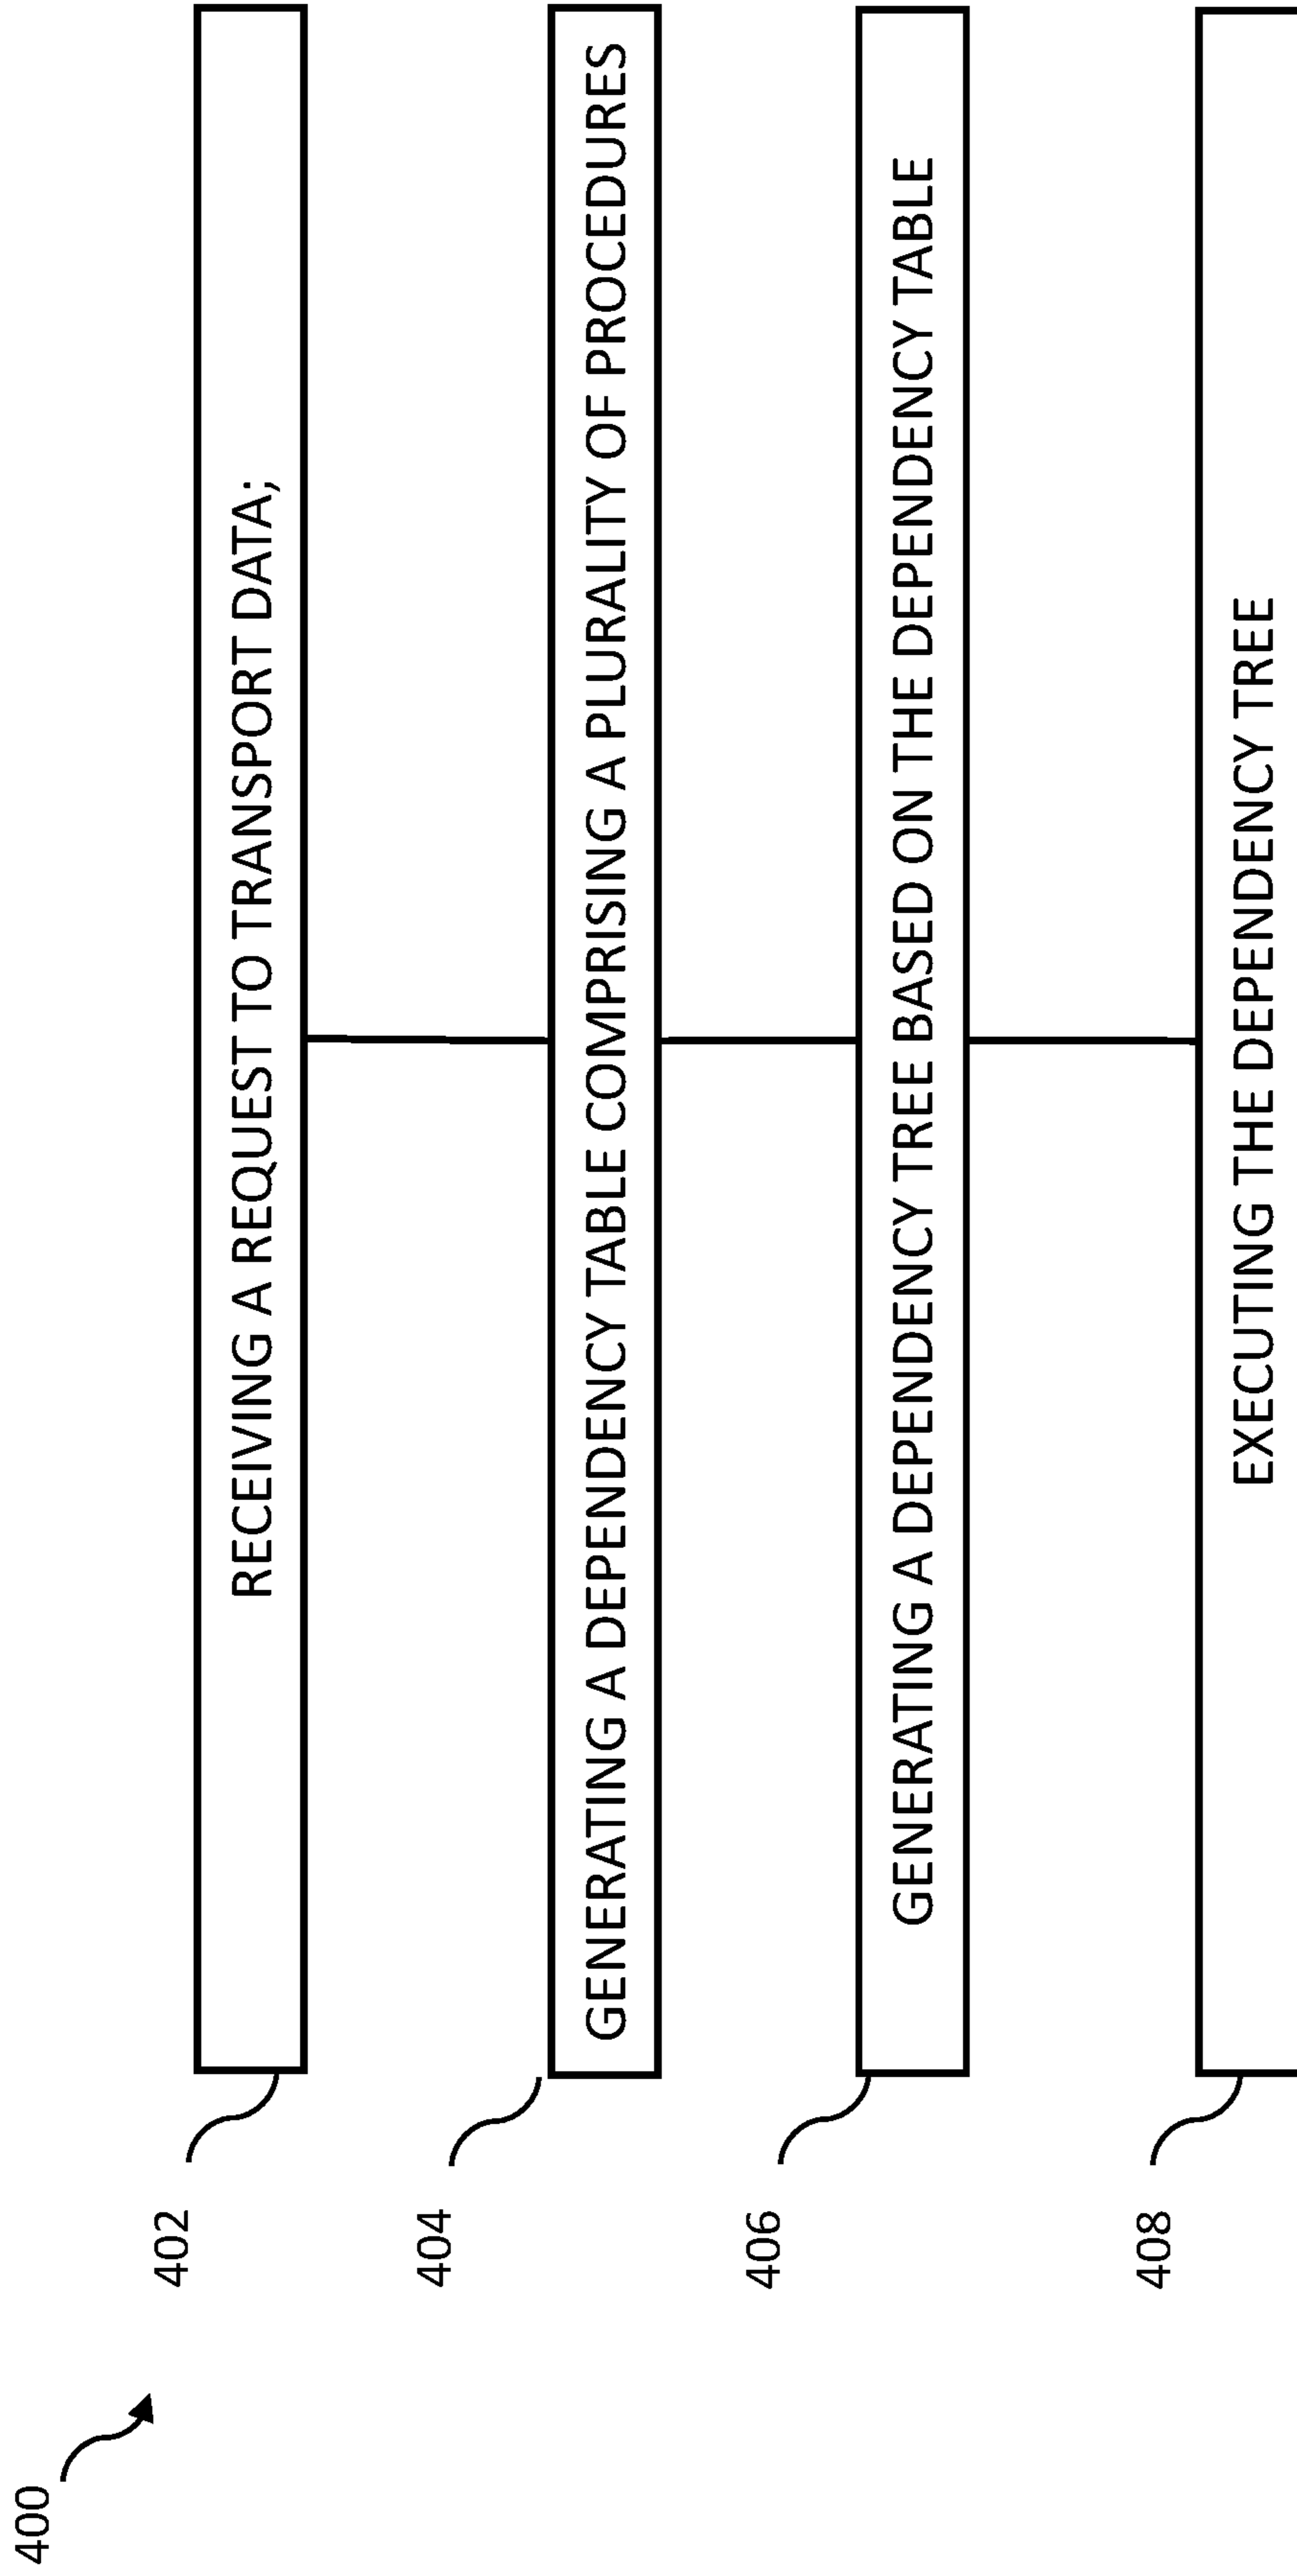 400
402
RECEIVING A REQUEST TO TRANSPORT DATA;
404
GENERATING A DEPENDENCY TABLE COMPRISING A PLURALITY OF PROCEDURES
406
GENERATING A DEPENDENCY TREE BASED ON THE DEPENDENCY TABLE
408
EXECUTING THE DEPENDENCY TREE